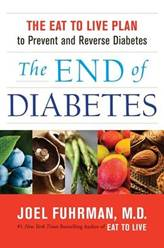 THE EAT TO LIVE PLAN
to Prevent and Reverse Diabetes
The END of
DIABETES
JOEL FUHRMAN, M.D.
#1 New York Times Bestselling Author of EAT TO LIVE